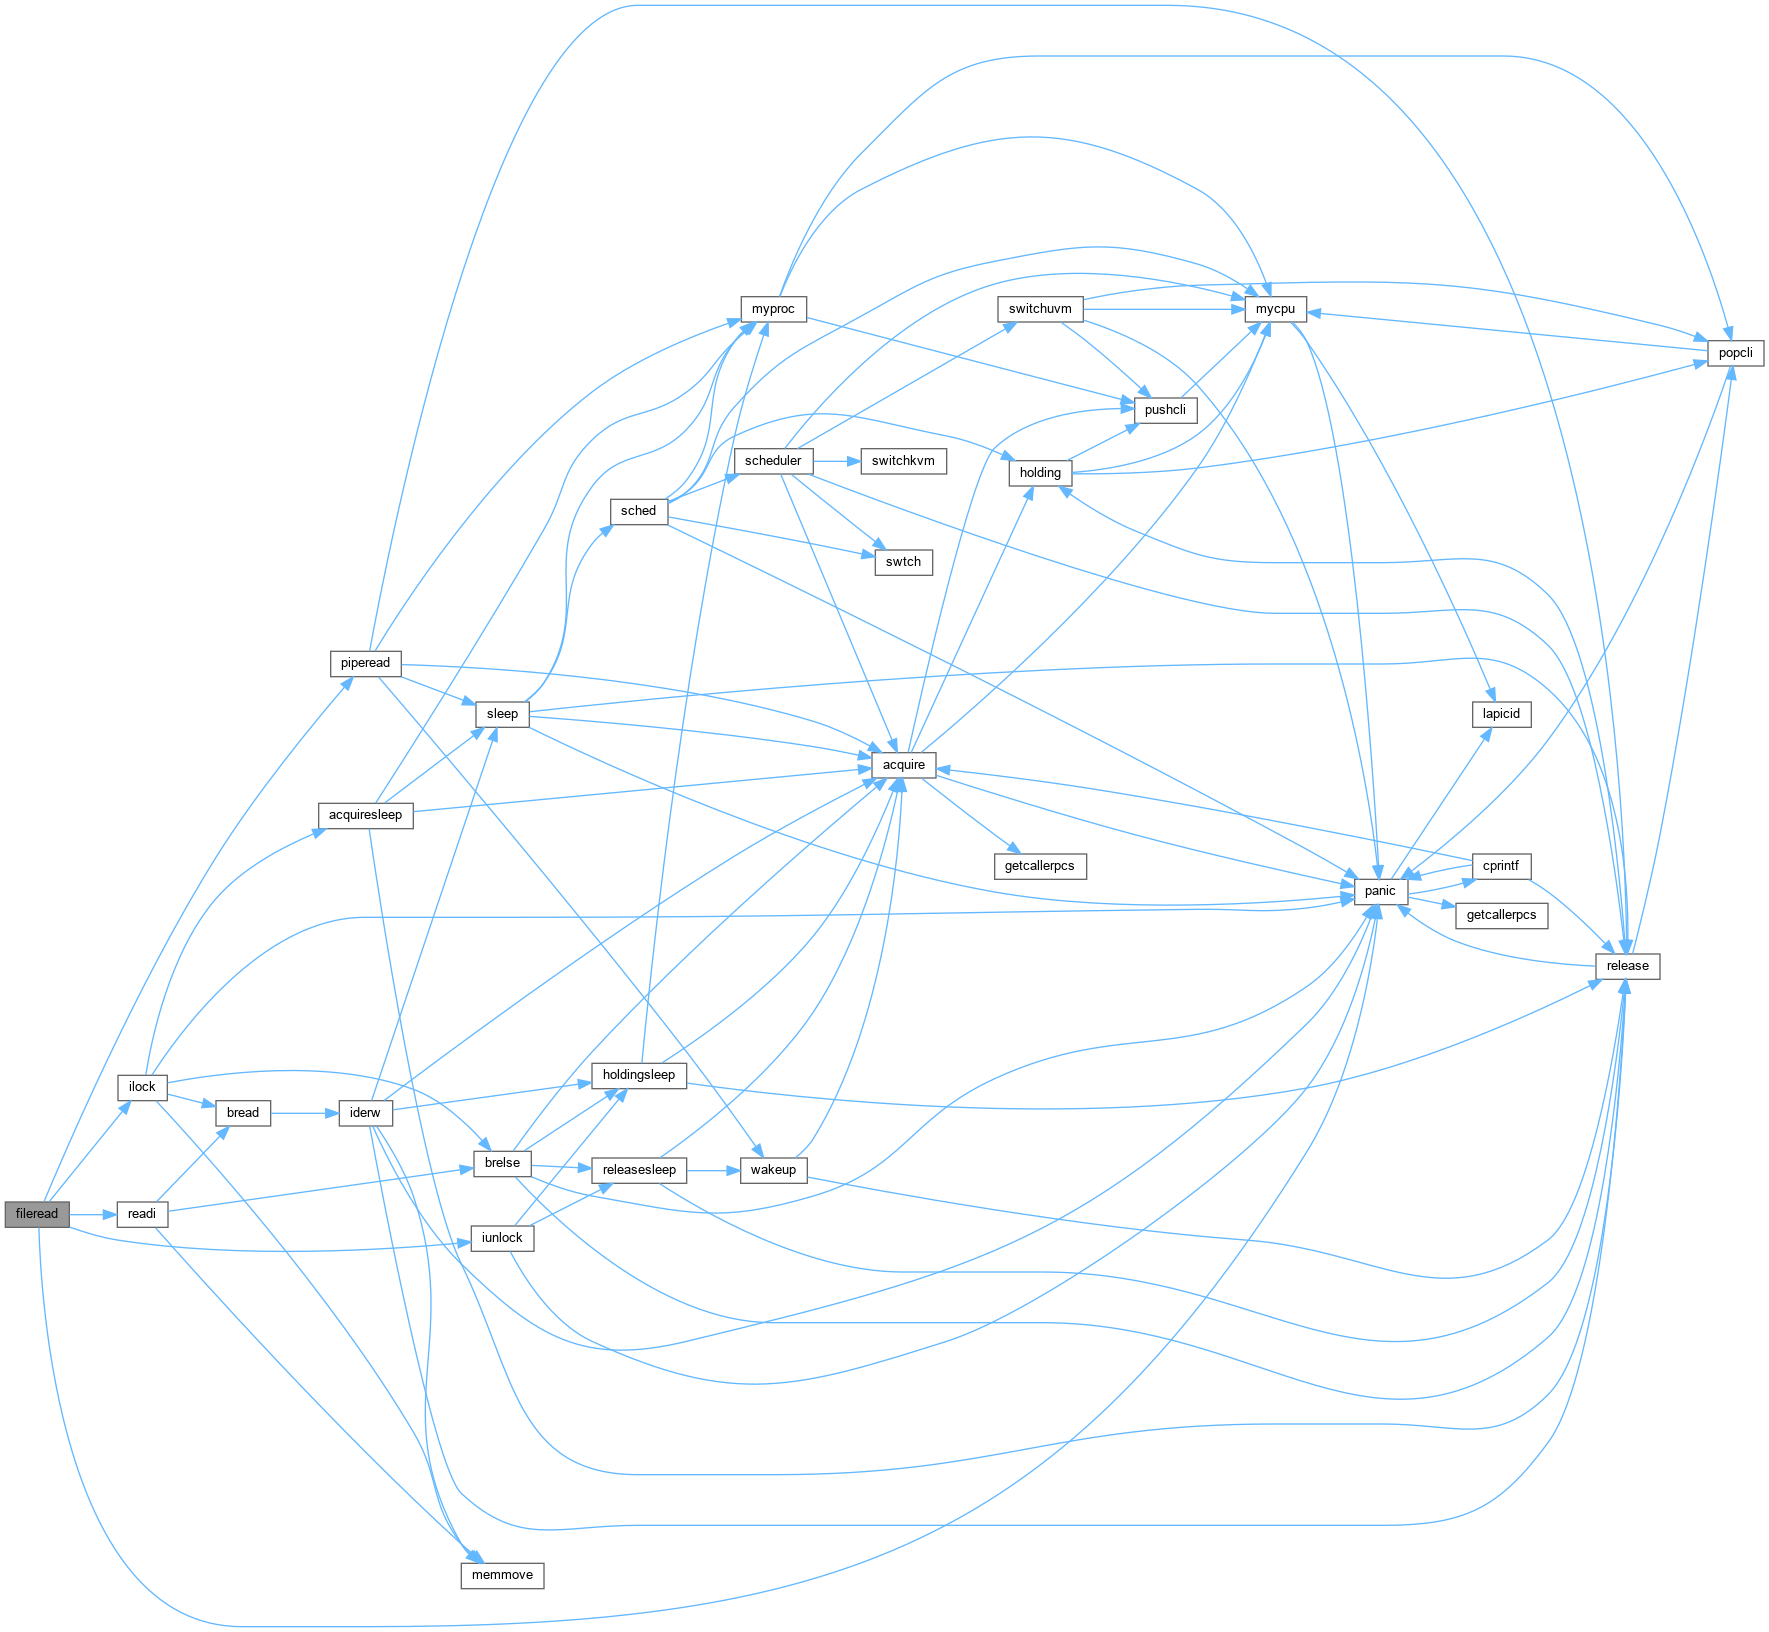 myproc
switchuvm
mycpu
popcli
pushcli
scheduler
switchkvm
holding
sched
swtch
piperead
sleep
lapicid
acquire
acquiresleep
getcallerpcs
cprintf
panic
getcallerpcs
release
holdingsleep
ilock
bread
iderw
brelse
releasesleep
wakeup
fileread
readi
iunlock
memmove